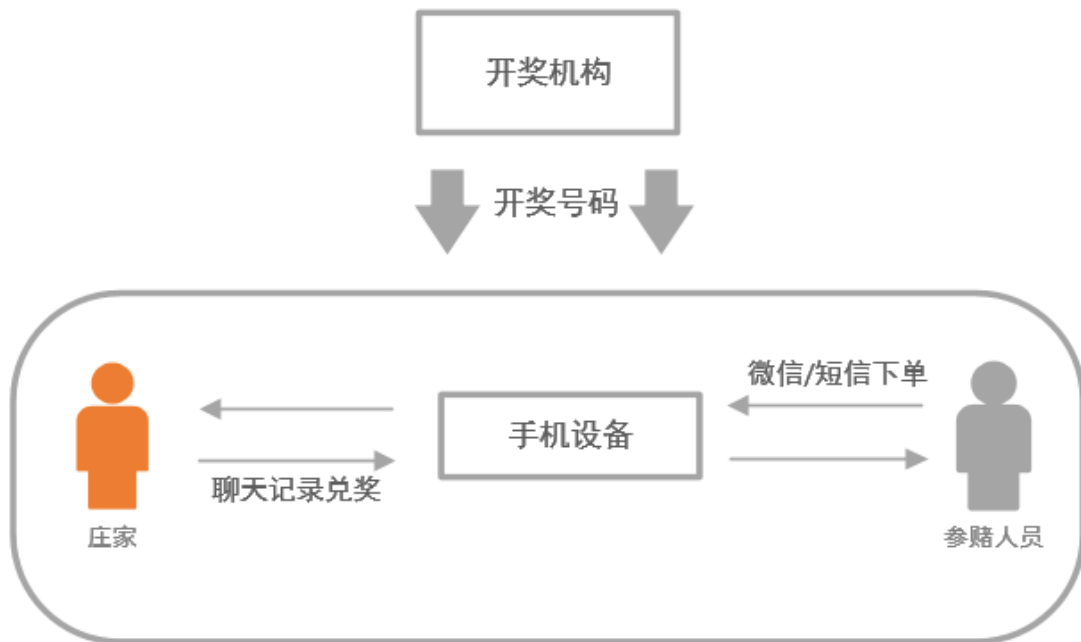 开奖机构
开奖号码
微信/短信下单
手机设备
聊天记录兑奖
庄家
参赌人员